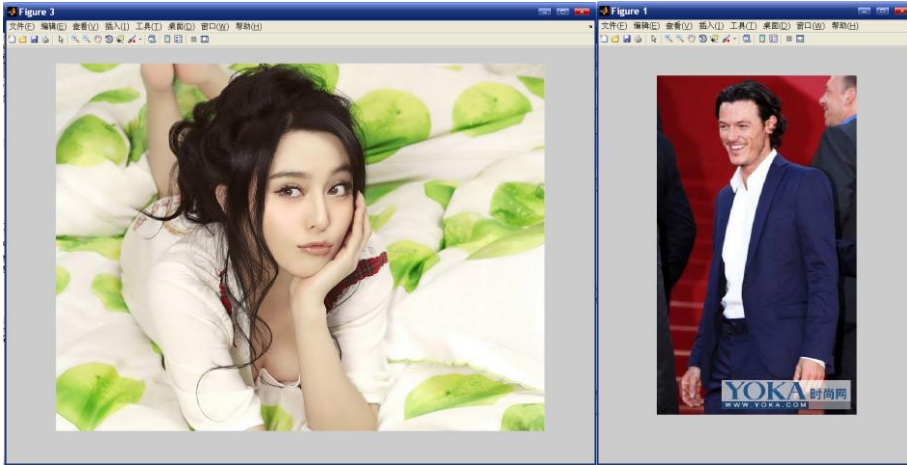 Figure 3
文件(F) 编辑(E) 查看(V) 插入(I) 工具(T) 桌面(D) 窗口(W) 帮助(H)
Figure 1
文件(F) 编辑(E) 查看(V) 插入(I) 工具(T) 桌面(D) 窗口(W) 帮助(H)
YOKA 时尚网
WWW.YOKA.COM